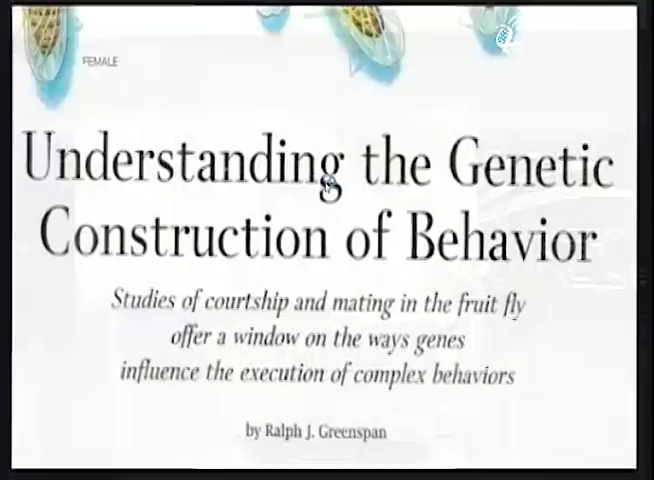 FEMALE
Understanding the Genetic
Construction of Behavior
Studies of courtship and mating in the fruit fly
offer a window on the ways genes
influence the execution of complex behaviors
by Ralph J. Greenspan